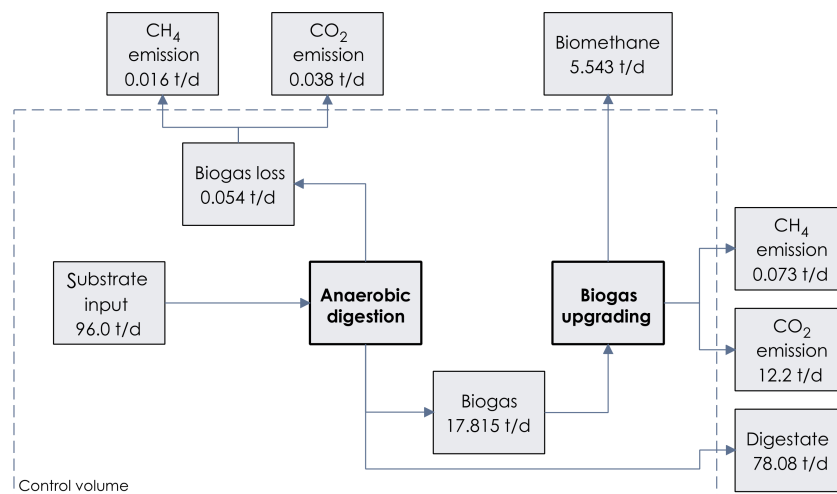 CH4
emission
0.016 t/d
CO2
emission
0.038 t/d
Biomethane
5.543 t/d
Biogas loss
0.054 t/d
CH4
emission
0.073 t/d
Substrate
input
96.0 t/d
Anaerobic
digestion
Biogas
upgrading
CO2
emission
12.2 t/d
Biogas
17.815 t/d
Digestate
78.08 t/d
Control volume